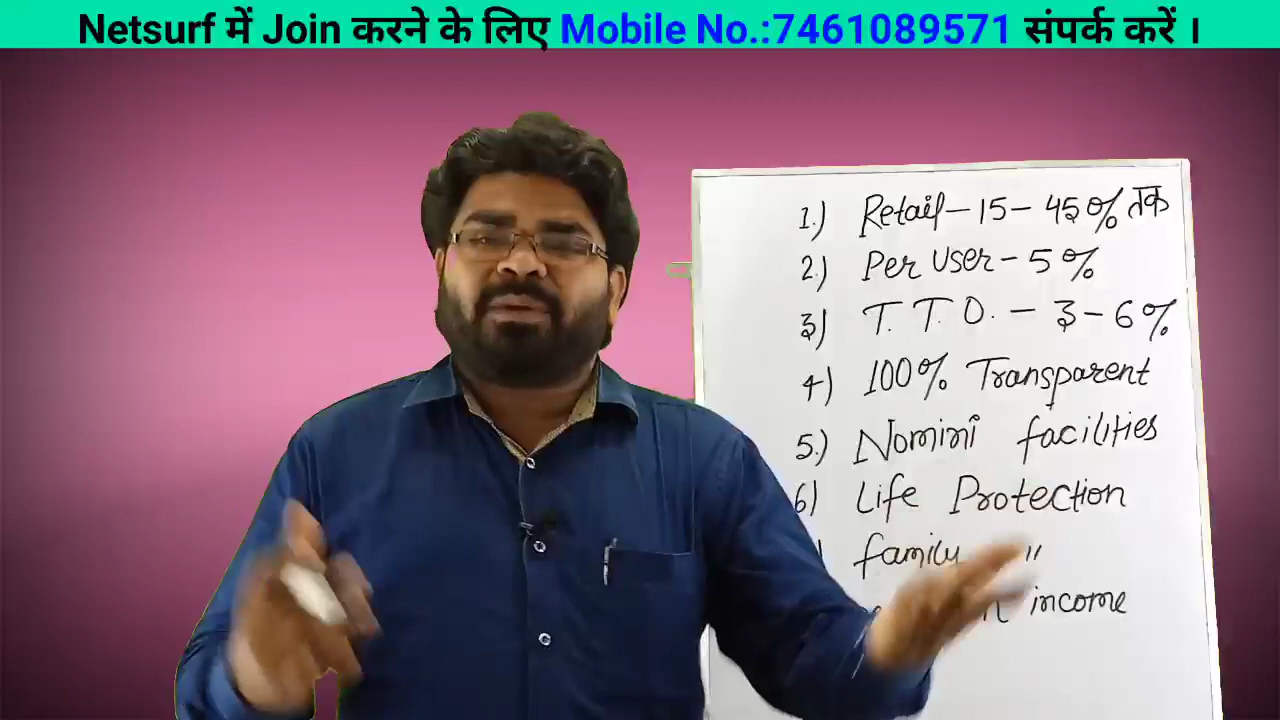 Netsurf में Join करने के लिए Mobile No.:7461089571 संपर्क करें ।
1.) Retail - 15 - 45% तक
2.) Per User - 5%
3) T. T. O. - 3 - 6%
4) 100% Transparent
5.) Nomini facilities
6) Life Protection
family "
income